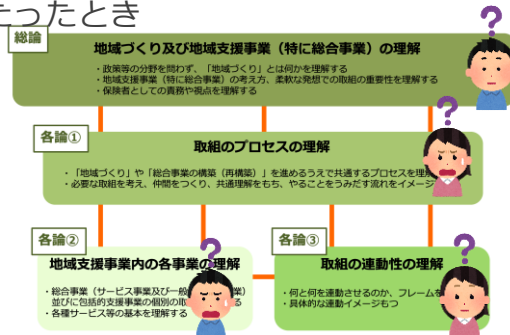 たったとき
総論
地域づくり及び地域支援事業（特に総合事業）の理解
・政策等の分野を問わず、「地域づくり」とは何かを理解する
・地域支援事業（特に総合事業）の考え方、柔軟な発想での取組の重要性を理解する
・保険者としての責務や視点を理解する
各論①
取組のプロセスの理解
・「地域づくり」や「総合事業の構築（再構築）」を進めるうえで共通するプロセスを理
・必要な取組を考え、仲間をつくり、共通理解をもち、やることをうみだす流れをイメージ
各論②
地域支援事業内の各事業の理解
・総合事業（サービス事業及び一般 業）
並びに包括的支援事業の個別の取 る
・各種サービス等の基本を理解する
各論③
取組の連動性の理解
・何と何を連動させるのか、フレームを
・具体的な連動イメージもつ